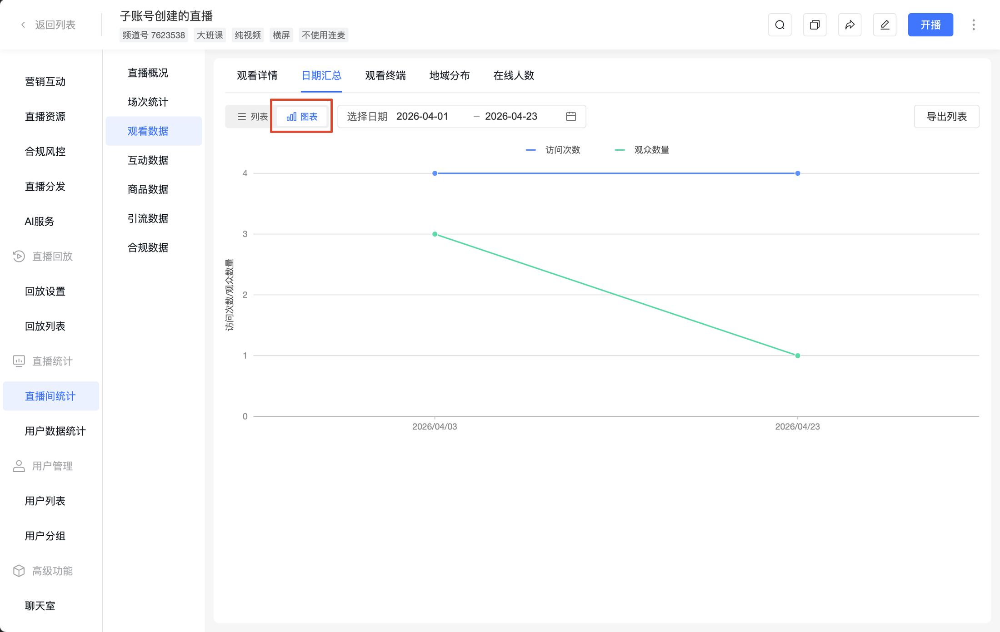 返回列表
子账号创建的直播
频道号 7623538
大班课
纯视频
横屏
不使用连麦
开播
营销互动
直播资源
合规风控
直播分发
AI服务
直播回放
回放设置
回放列表
直播统计
直播间统计
用户数据统计
用户管理
用户列表
用户分组
高级功能
聊天室
直播概况
场次统计
观看数据
互动数据
商品数据
引流数据
合规数据
观看详情
日期汇总
观看终端
地域分布
在线人数
列表
图表
选择日期 2026-04-01 – 2026-04-23
导出列表
访问次数
观众数量
访问次数/观众数量
4
3
2
1
0
2026/04/03
2026/04/23